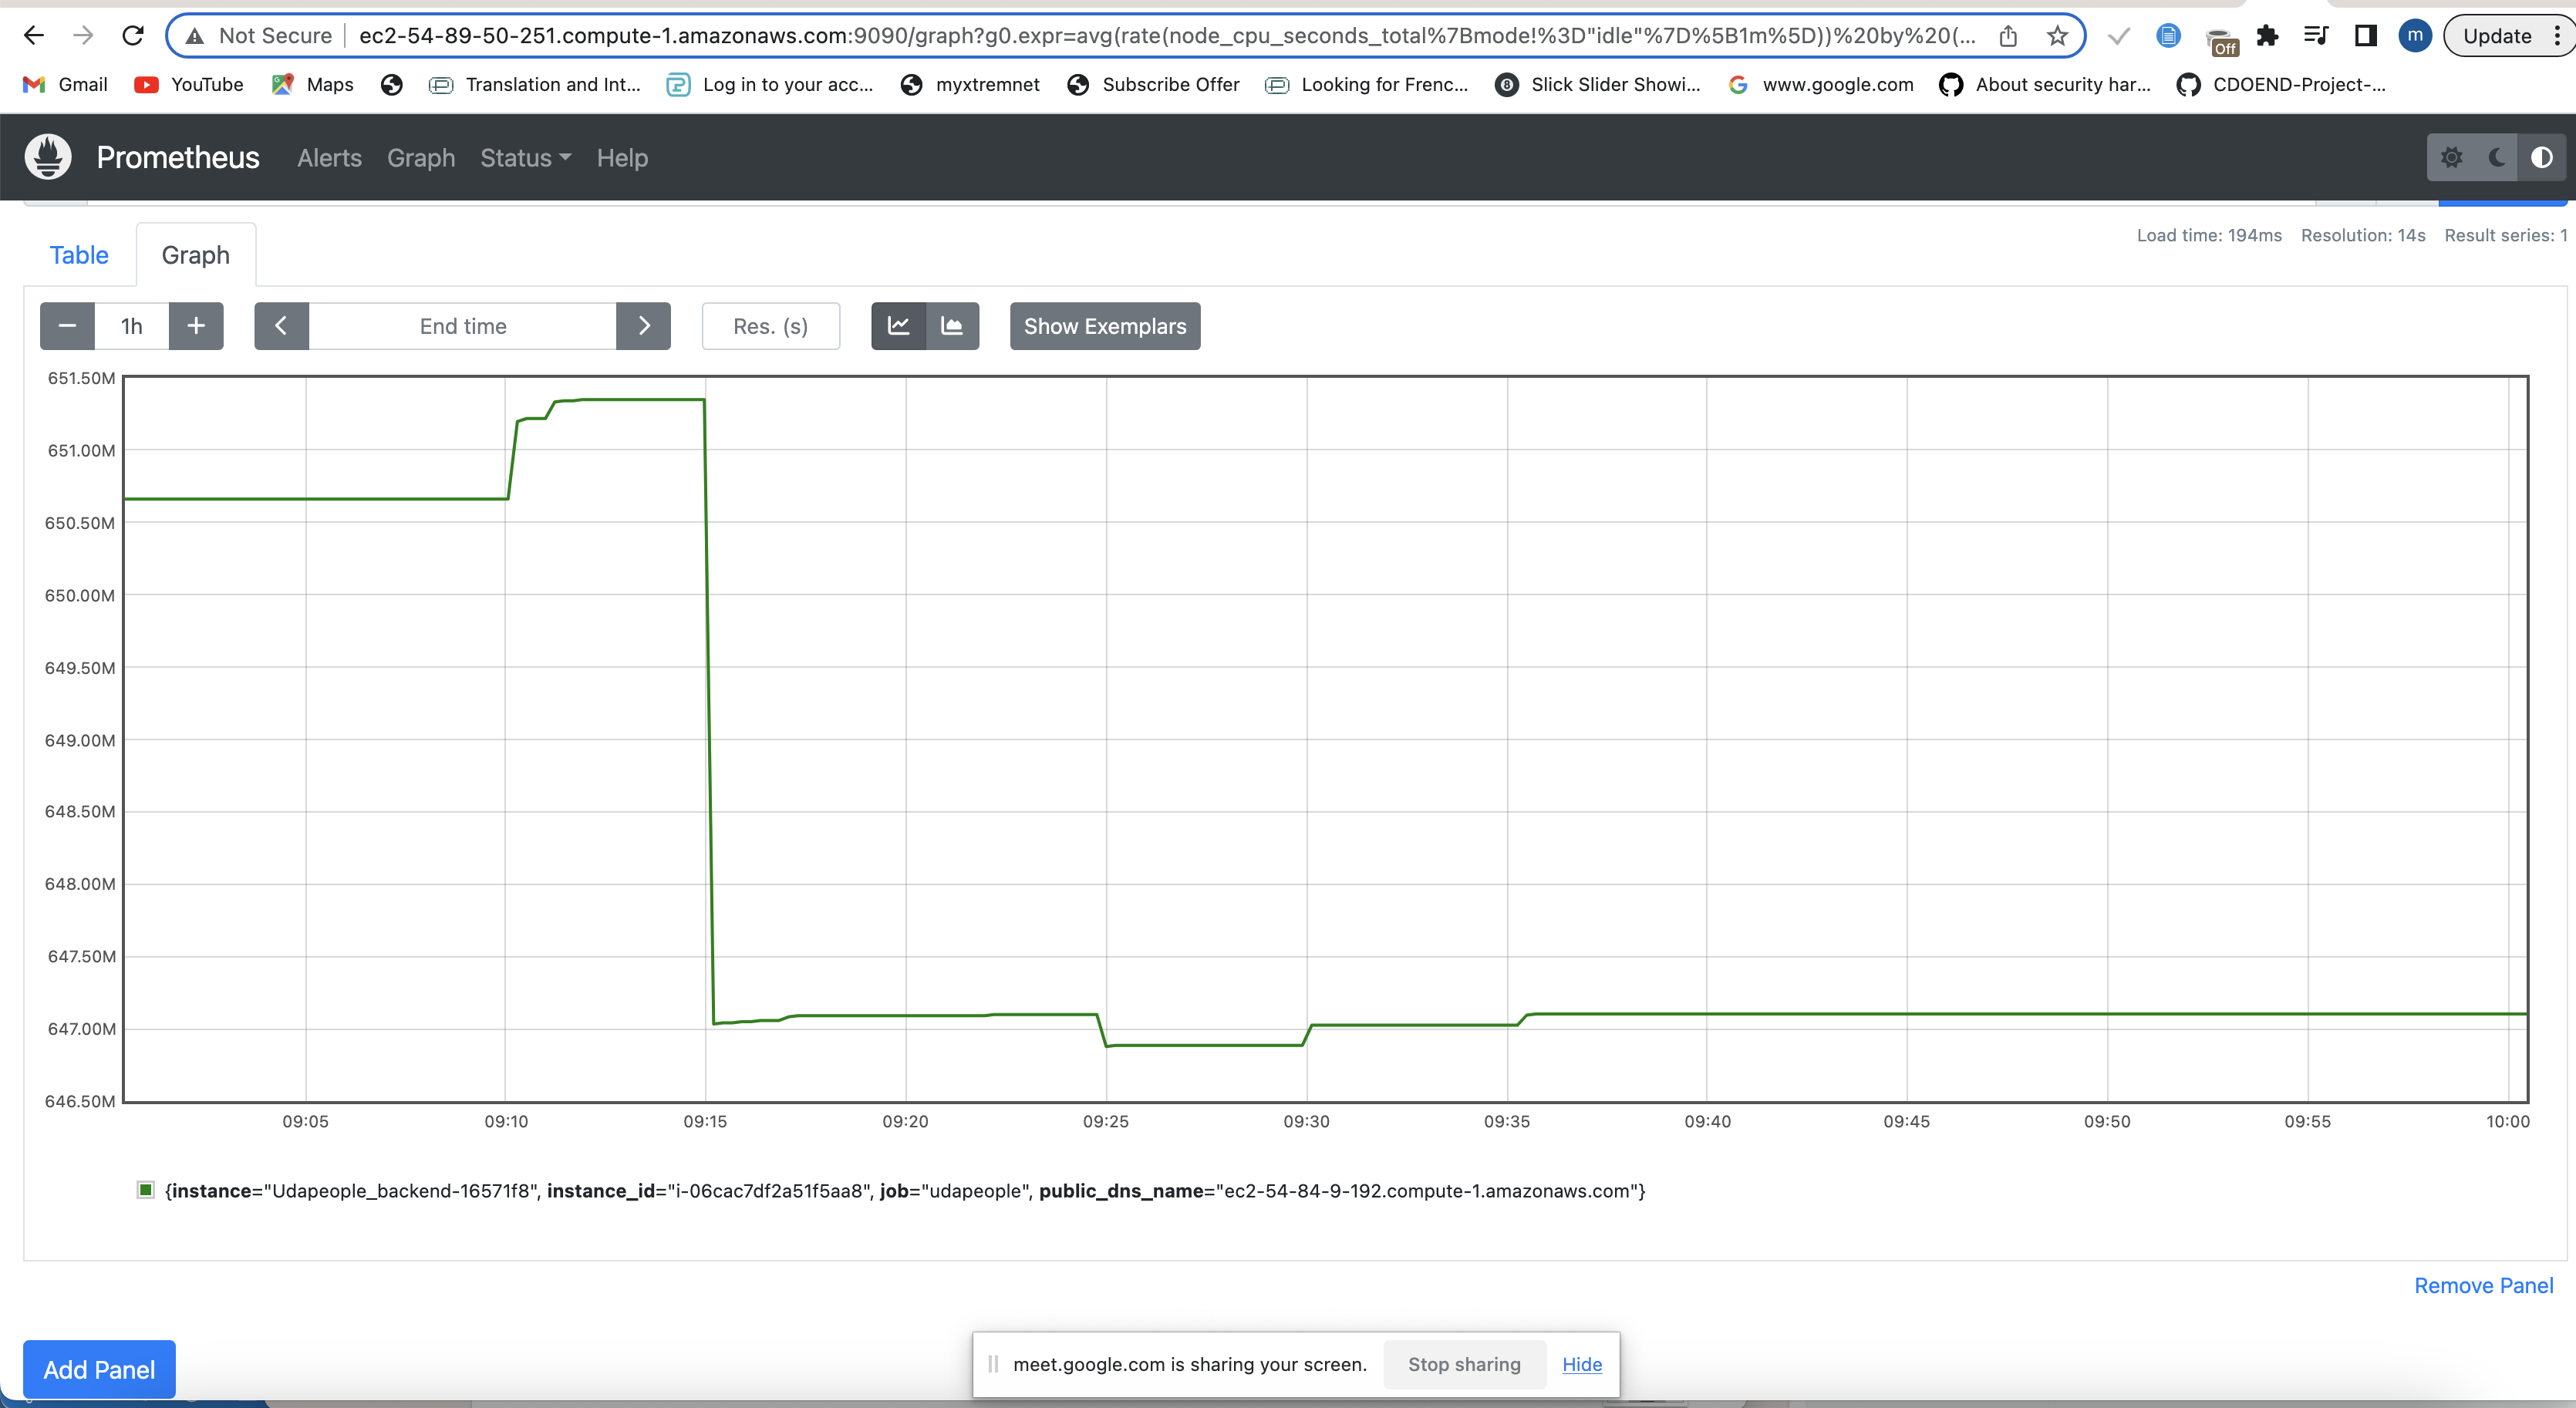 Not Secure ec2-54-89-50-251.compute-1.amazonaws.com:9090/graph?g0.expr=avg(rate(node_cpu_seconds_total%7Bmode!%3D"idle"%7D%5B1m%5D))%20by%20(... Off m Update
Gmail YouTube Maps Translation and Int... Log in to your acc... myxtremnet Subscribe Offer Looking for Frenc... Slick Slider Showi... www.google.com About security har... CDOEND-Project-...
Prometheus Alerts Graph Status Help
Load time: 194ms Resolution: 14s Result series: 1
Table Graph
− 1h + End time Res. (s) Show Exemplars
651.50M
651.00M
650.50M
650.00M
649.50M
649.00M
648.50M
648.00M
647.50M
647.00M
646.50M
09:05 09:10 09:15 09:20 09:25 09:30 09:35 09:40 09:45 09:50 09:55 10:00
{instance="Udapeople_backend-16571f8", instance_id="i-06cac7df2a51f5aa8", job="udapeople", public_dns_name="ec2-54-84-9-192.compute-1.amazonaws.com"}
Remove Panel
Add Panel
meet.google.com is sharing your screen. Stop sharing Hide